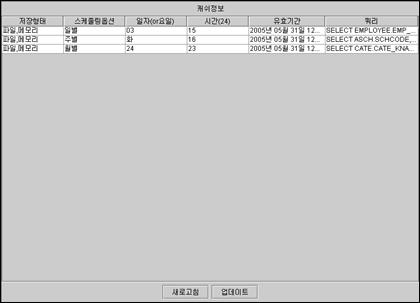 캐쉬정보
저장형태 스케줄링옵션 일자(or요일) 시간(24) 유효기간 쿼리
파일,메모리 일별 03 15 2005년 05월 31일 12... SELECT EMPLOYEE.EMP_...
파일,메모리 주별 화 16 2005년 05월 31일 12... SELECT ASCH.SCHCODE,...
파일,메모리 월별 24 23 2005년 05월 31일 12... SELECT CATE.CATE_KNA...
새로고침 업데이트